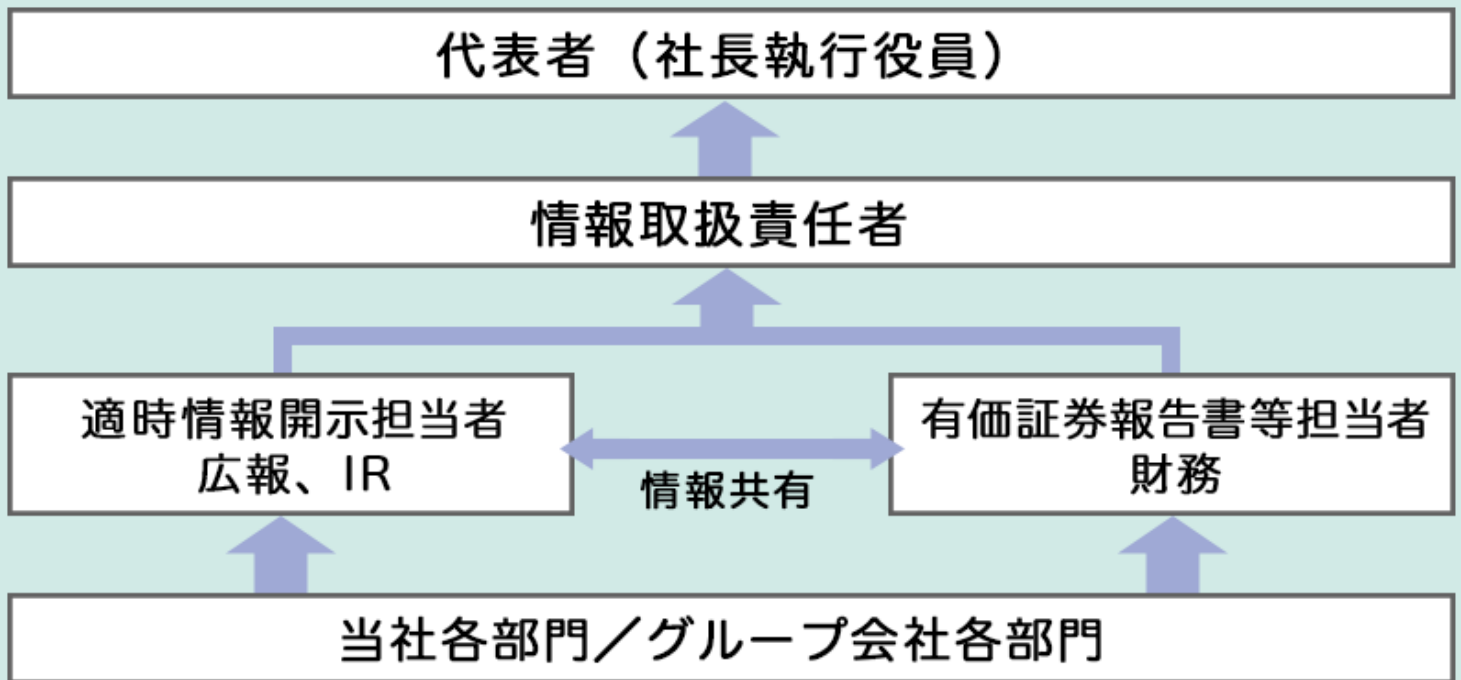 代表者（社長執行役員）
情報取扱責任者
適時情報開示担当者
広報、IR
情報共有
有価証券報告書等担当者
財務
当社各部門／グループ会社各部門